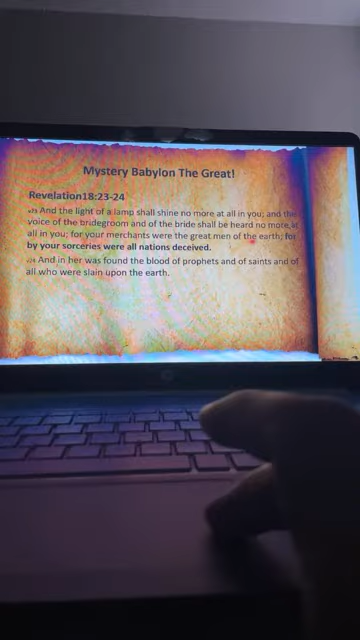 Mystery Babylon The Great!
Revelation18:23-24
And the light of a lamp shall shine no more at all in you; and the
voice of the bridegroom and of the bride shall be heard no more at
all in you; for your merchants were the great men of the earth; for
by your sorceries were all nations deceived.
And in her was found the blood of prophets and of saints and of
all who were slain upon the earth.